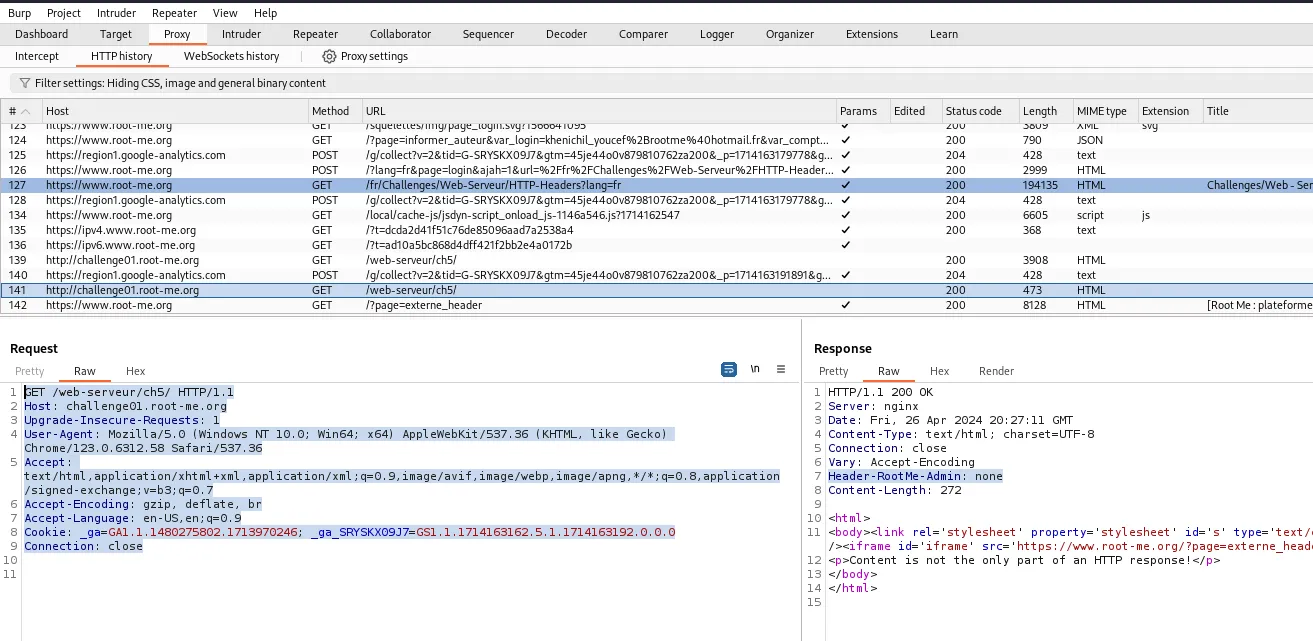 Burp Project Intruder Repeater View Help
Dashboard Target Proxy Intruder Repeater Collaborator Sequencer Decoder Comparer Logger Organizer Extensions Learn
Intercept HTTP history WebSockets history Proxy settings
Filter settings: Hiding CSS, image and general binary content
# Host Method URL Params Edited Status code Length MIME type Extension Title
123 https://www.root-me.org GET /squelettes/img/page_login.svg?1566641095 ✓ 200 3809 XML svg
124 https://www.root-me.org GET /?page=informer_auteur&var_login=khenichil_youcef%2Brootme%40hotmail.fr&var_compt... ✓ 200 790 JSON
125 https://region1.google-analytics.com POST /g/collect?v=2&tid=G-SRYSKX09J7&gtm=45je44o0v879810762za200&_p=1714163179778&g... ✓ 204 428 text
126 https://www.root-me.org POST /?lang=fr&page=login&ajah=1&url=%2Ffr%2FChallenges%2FWeb-Serveur%2FHTTP-Header... ✓ 200 2999 HTML
127 https://www.root-me.org GET /fr/Challenges/Web-Serveur/HTTP-Headers?lang=fr ✓ 200 194135 HTML Challenges/Web - Ser
128 https://region1.google-analytics.com POST /g/collect?v=2&tid=G-SRYSKX09J7&gtm=45je44o0v879810762za200&_p=1714163179778&g... ✓ 204 428 text
134 https://www.root-me.org GET /local/cache-js/jsdyn-script_onload_js-1146a546.js?1714162547 ✓ 200 6605 script js
135 https://ipv4.www.root-me.org GET /?t=dcda2d41f51c76de85096aad7a2538a4 ✓ 200 368 text
136 https://ipv6.www.root-me.org GET /?t=ad10a5bc868d4dff421f2bb2e4a0172b ✓
139 http://challenge01.root-me.org GET /web-serveur/ch5/ 200 3908 HTML
140 https://region1.google-analytics.com POST /g/collect?v=2&tid=G-SRYSKX09J7&gtm=45je44o0v879810762za200&_p=1714163191891&g... ✓ 204 428 text
141 http://challenge01.root-me.org GET /web-serveur/ch5/ 200 473 HTML
142 https://www.root-me.org GET /?page=externe_header ✓ 200 8128 HTML [Root Me : plateforme
Request
Pretty Raw Hex \n
1 GET /web-serveur/ch5/ HTTP/1.1
2 Host: challenge01.root-me.org
3 Upgrade-Insecure-Requests: 1
4 User-Agent: Mozilla/5.0 (Windows NT 10.0; Win64; x64) AppleWebKit/537.36 (KHTML, like Gecko)
Chrome/123.0.6312.58 Safari/537.36
5 Accept:
text/html,application/xhtml+xml,application/xml;q=0.9,image/avif,image/webp,image/apng,*/*;q=0.8,application
/signed-exchange;v=b3;q=0.7
6 Accept-Encoding: gzip, deflate, br
7 Accept-Language: en-US,en;q=0.9
8 Cookie: _ga=GA1.1.1480275802.1713970246; _ga_SRYSKX09J7=GS1.1.1714163162.5.1.1714163192.0.0.0
9 Connection: close
10
11
Response
Pretty Raw Hex Render
1 HTTP/1.1 200 OK
2 Server: nginx
3 Date: Fri, 26 Apr 2024 20:27:11 GMT
4 Content-Type: text/html; charset=UTF-8
5 Connection: close
6 Vary: Accept-Encoding
7 Header-RootMe-Admin: none
8 Content-Length: 272
9
10 <html>
11 <body><link rel='stylesheet' property='stylesheet' id='s' type='text/c
/><iframe id='iframe' src='https://www.root-me.org/?page=externe_head
12 <p>Content is not the only part of an HTTP response!</p>
13 </body>
14 </html>
15